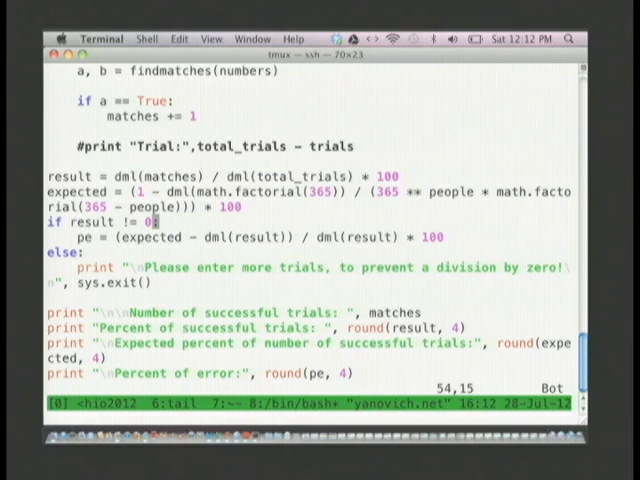 Terminal Shell Edit View Window Help Sat 12:12 PM
tmux — ssh — 70×23
a, b = findmatches(numbers)
if a == True:
matches += 1
#print "Trial:",total_trials - trials
result = dml(matches) / dml(total_trials) * 100
expected = (1 - dml(math.factorial(365)) / (365 ** people * math.facto
rial(365 - people))) * 100
if result != 0:
pe = (expected - dml(result)) / dml(result) * 100
else:
print "\nPlease enter more trials, to prevent a division by zero!\
n", sys.exit()
print "\n\nNumber of successful trials: ", matches
print "Percent of successful trials: ", round(result, 4)
print "\nExpected percent of number of successful trials:", round(expe
cted, 4)
print "\nPercent of error:", round(pe, 4)
54,15 Bot
[0] <hio2012 6:tail 7:~- 8:/bin/bash* "yanovich.net" 16:12 28-Jul-12